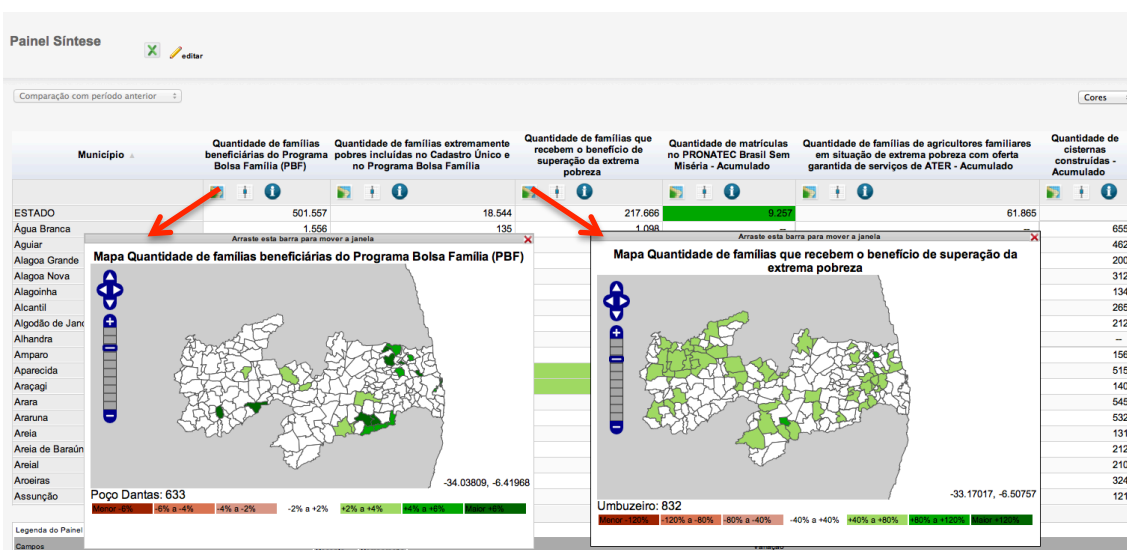 Painel Síntese
editar
Comparação com período anterior
Cores
Município
Quantidade de famílias
beneficiárias do Programa
Bolsa Família (PBF)
Quantidade de famílias extremamente
pobres incluídas no Cadastro Único e
no Programa Bolsa Família
Quantidade de famílias que
recebem o benefício de
superação da extrema
pobreza
Quantidade de matrículas
no PRONATEC Brasil Sem
Miséria - Acumulado
Quantidade de famílias de agricultores familiares
em situação de extrema pobreza com oferta
garantida de serviços de ATER - Acumulado
Quantidade de
cisternas
construídas -
Acumulado
ESTADO 501.557 18.544 217.666 9.257 61.865
Água Branca 1.556 135 1.098 -- -- 655
Aguiar 462
Alagoa Grande 200
Alagoa Nova 312
Alagoinha 134
Alcantil 265
Algodão de Janc 212
Alhandra --
Amparo 156
Aparecida 515
Araçagi 140
Arara 545
Araruna 532
Areia 131
Areia de Baraún 212
Areial 210
Aroeiras 324
Assunção 121
Arraste esta barra para mover a janela
Mapa Quantidade de famílias beneficiárias do Programa Bolsa Família (PBF)
-34.03809, -6.41968
Poço Dantas: 633
Menor -6% -6% a -4% -4% a -2% -2% a +2% +2% a +4% +4% a +6% Maior +6%
Arraste esta barra para mover a janela
Mapa Quantidade de famílias que recebem o benefício de superação da
extrema pobreza
-33.17017, -6.50757
Umbuzeiro: 832
Menor -120% -120% a -80% -80% a -40% -40% a +40% +40% a +80% +80% a +120% Maior +120%
Legenda do Painel
Campos